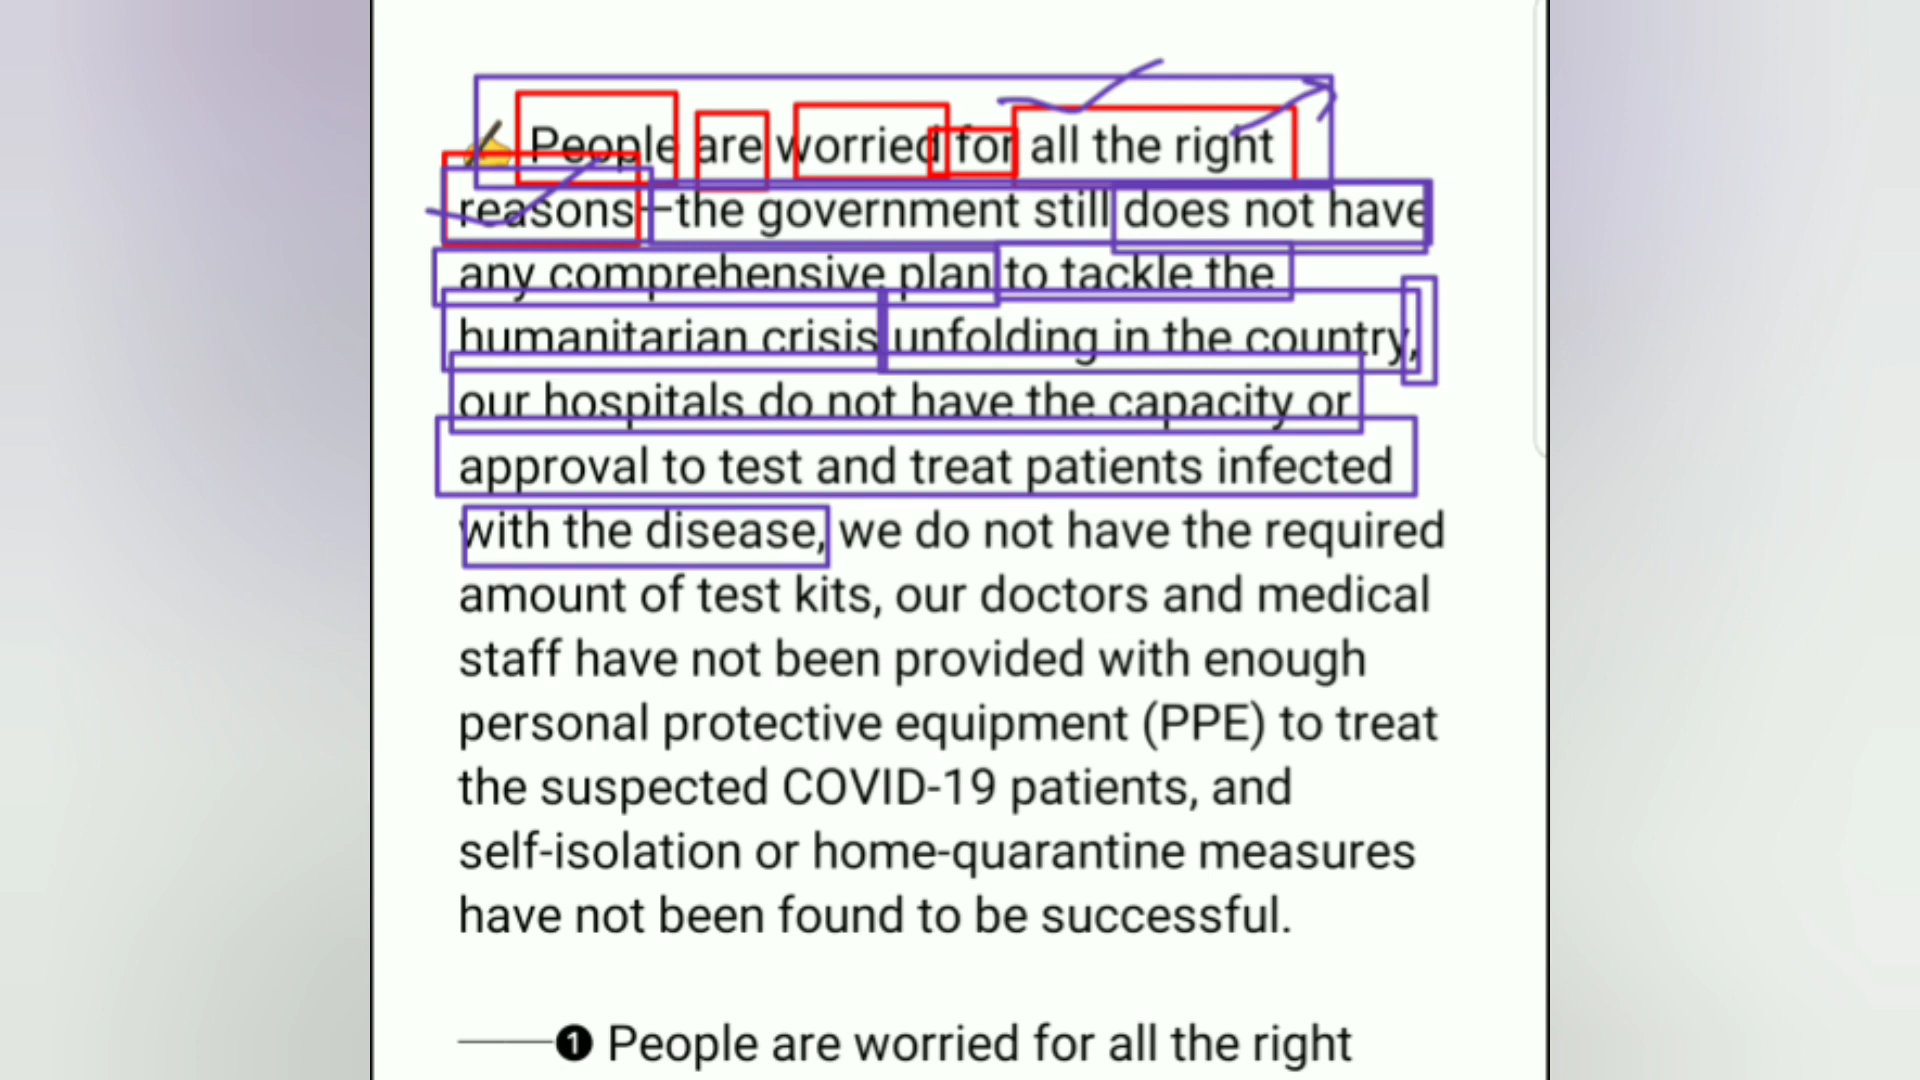 ✍ People are worried for all the right
reasons—the government still does not have
any comprehensive plan to tackle the
humanitarian crisis unfolding in the country,
our hospitals do not have the capacity or
approval to test and treat patients infected
with the disease, we do not have the required
amount of test kits, our doctors and medical
staff have not been provided with enough
personal protective equipment (PPE) to treat
the suspected COVID-19 patients, and
self-isolation or home-quarantine measures
have not been found to be successful.
❶ People are worried for all the right